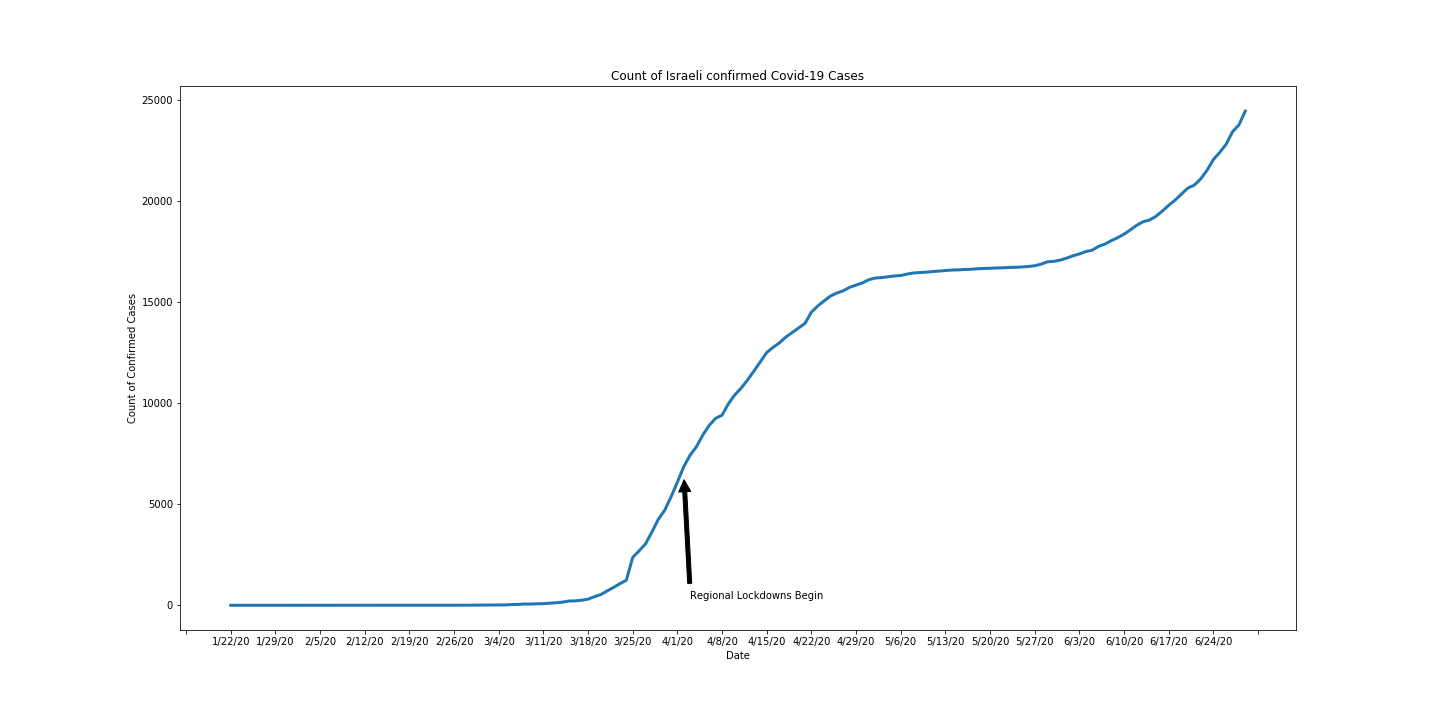 Count of Israeli confirmed Covid-19 Cases
25000
20000
15000
10000
5000
0
Count of Confirmed Cases
Regional Lockdowns Begin
1/22/20 1/29/20 2/5/20 2/12/20 2/19/20 2/26/20 3/4/20 3/11/20 3/18/20 3/25/20 4/1/20 4/8/20 4/15/20 4/22/20 4/29/20 5/6/20 5/13/20 5/20/20 5/27/20 6/3/20 6/10/20 6/17/20 6/24/20
Date